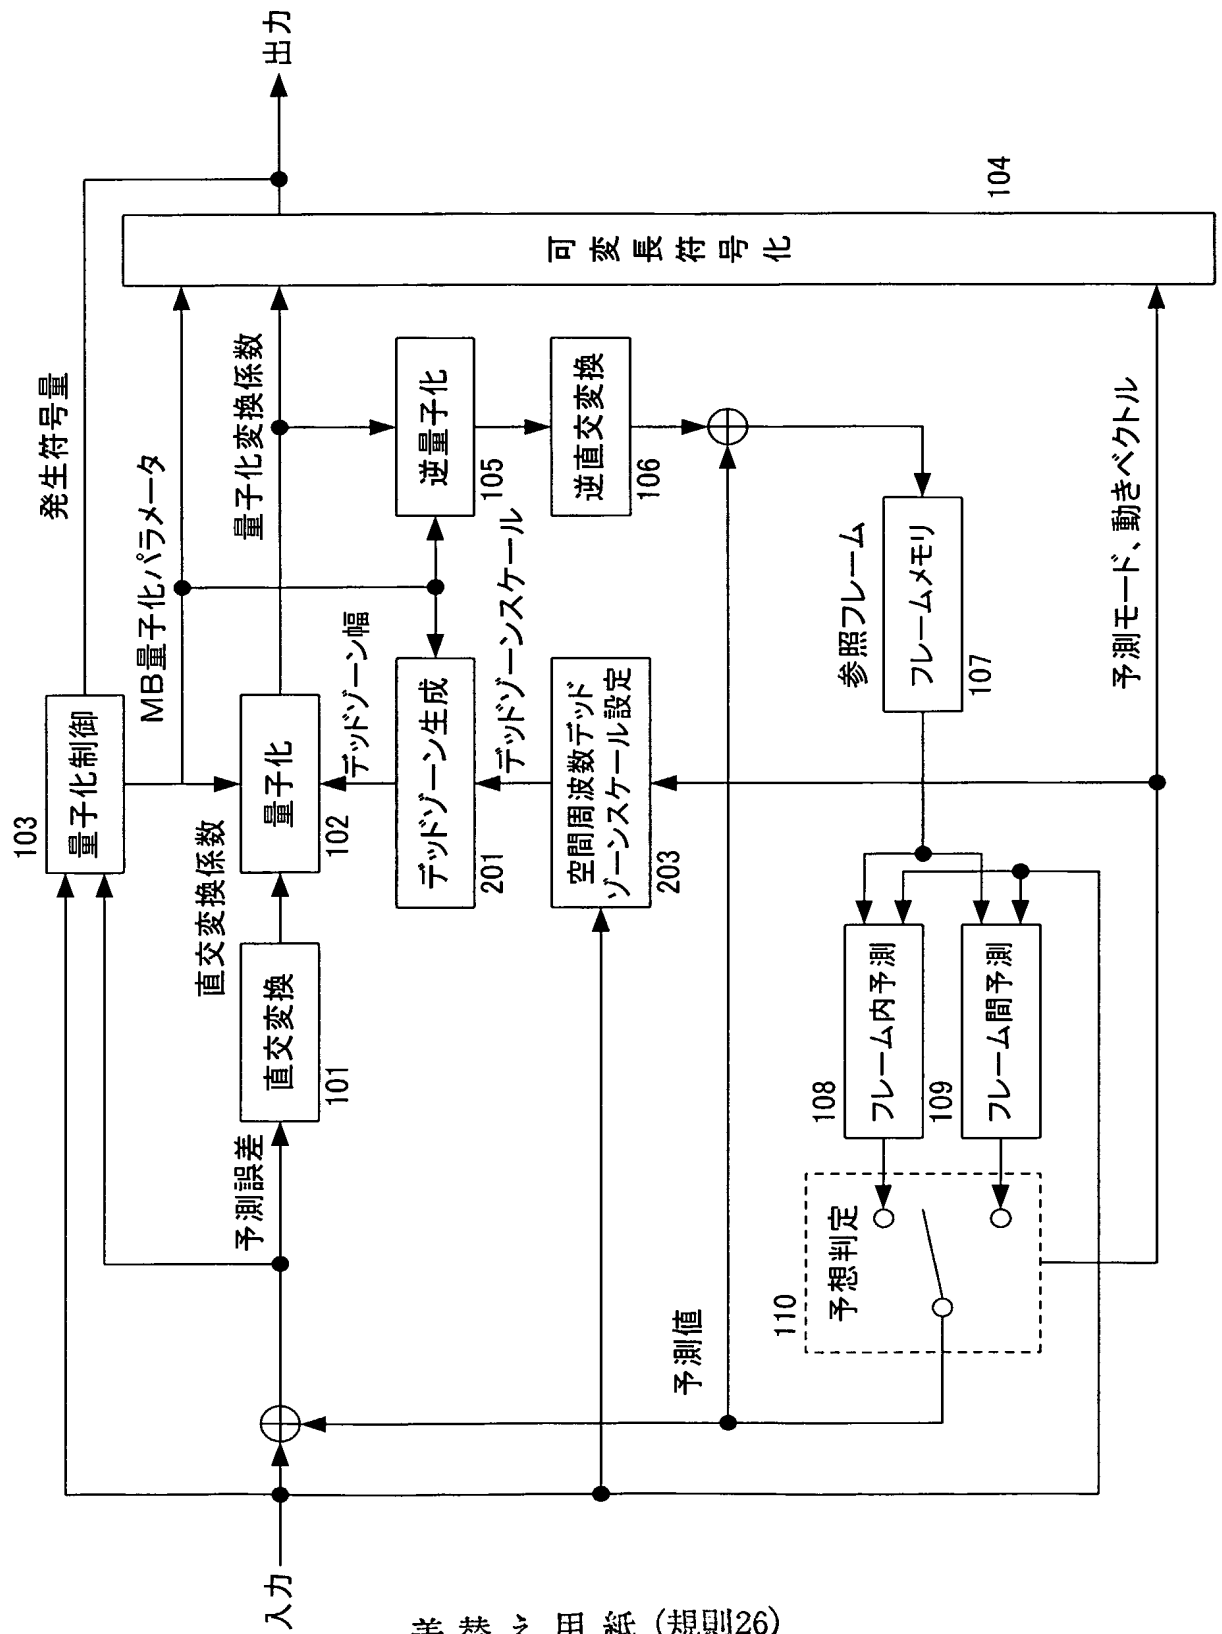 入力
予測誤差
直交変換
101
直交変換係数
量子化制御
103
量子化
102
MB量子化パラメータ
発生符号量
量子化変換係数
デッドゾーン幅
デッドゾーン生成
201
デッドゾーンスケール
空間周波数デッド
ゾーンスケール設定
203
逆量子化
105
逆直交変換
106
可変長符号化
104
出力
予測値
参照フレーム
フレームメモリ
107
フレーム内予測
108
フレーム間予測
109
予想判定
110
予測モード、動きベクトル
差替え用紙 (規則26)